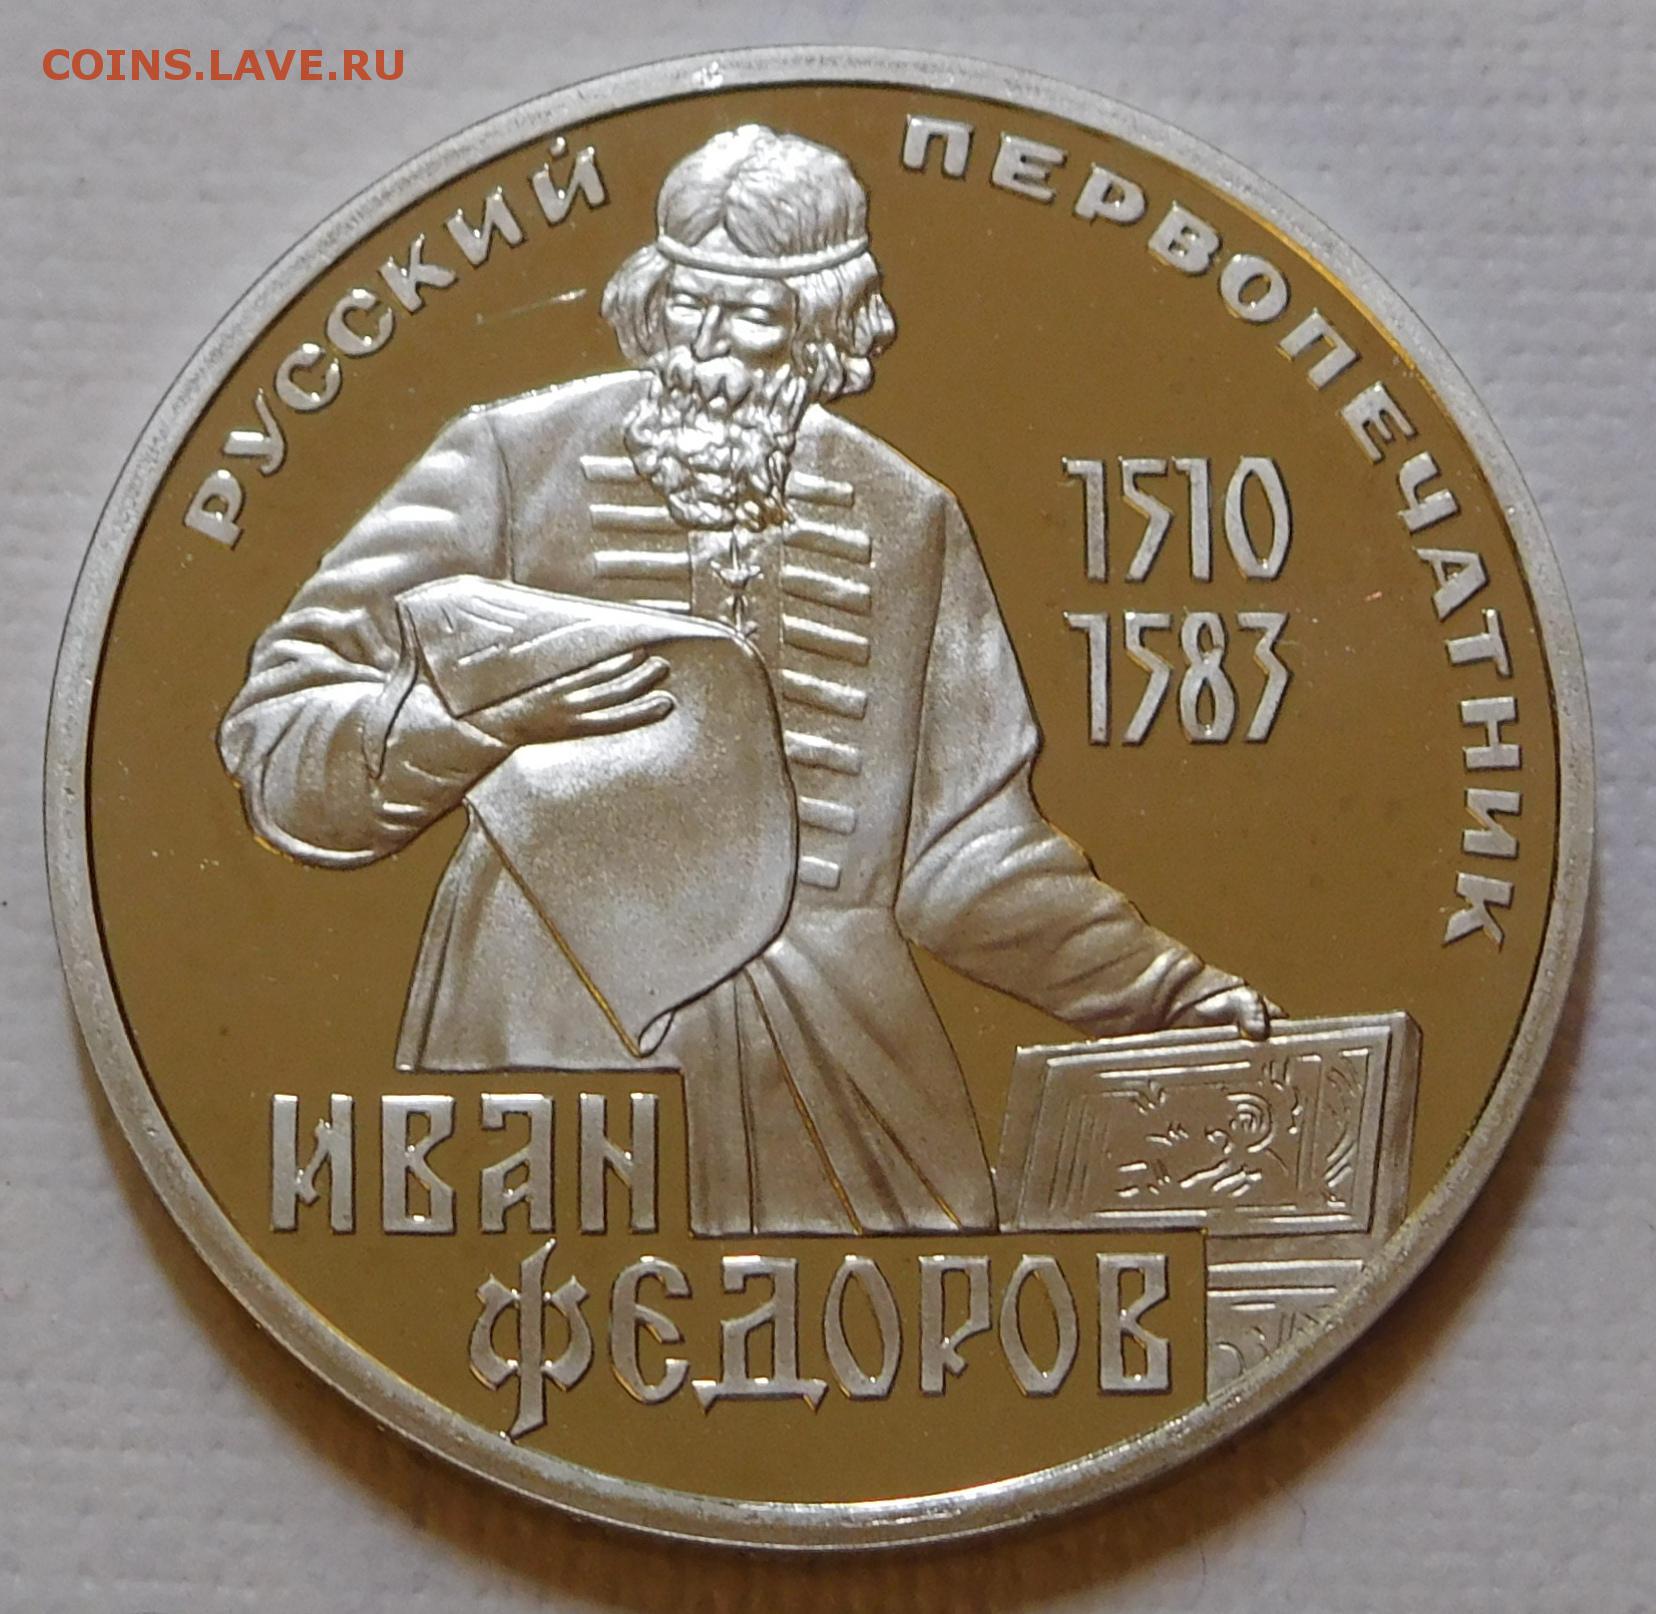 COINS.LAVE.RU
РУССКИЙ ПЕРВОПЕЧАТНИК
1510
1583
ИВАН
ФЕДОРОВ